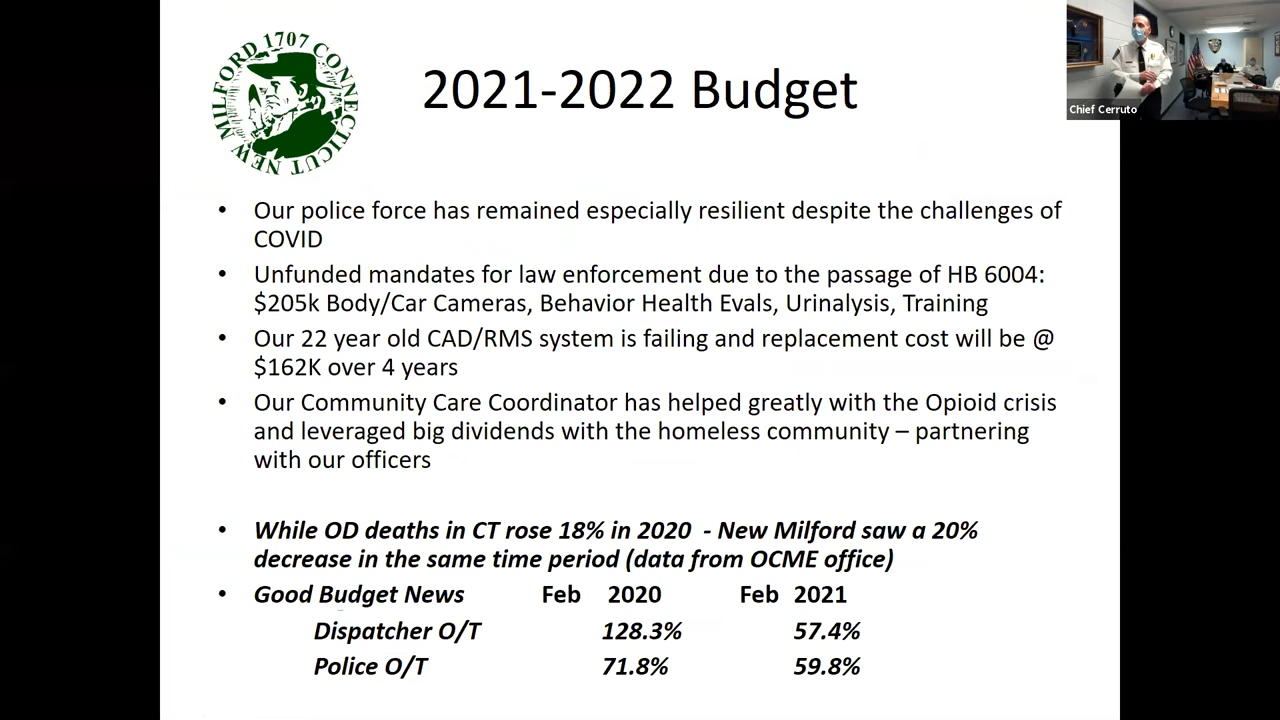 NEW MILFORD 1707 CONNECTICUT
2021-2022 Budget
Chief Cerruto
• Our police force has remained especially resilient despite the challenges of
COVID
• Unfunded mandates for law enforcement due to the passage of HB 6004:
$205k Body/Car Cameras, Behavior Health Evals, Urinalysis, Training
• Our 22 year old CAD/RMS system is failing and replacement cost will be @
$162K over 4 years
• Our Community Care Coordinator has helped greatly with the Opioid crisis
and leveraged big dividends with the homeless community – partnering
with our officers
• While OD deaths in CT rose 18% in 2020 - New Milford saw a 20%
decrease in the same time period (data from OCME office)
• Good Budget News Feb 2020 Feb 2021
Dispatcher O/T 128.3% 57.4%
Police O/T 71.8% 59.8%